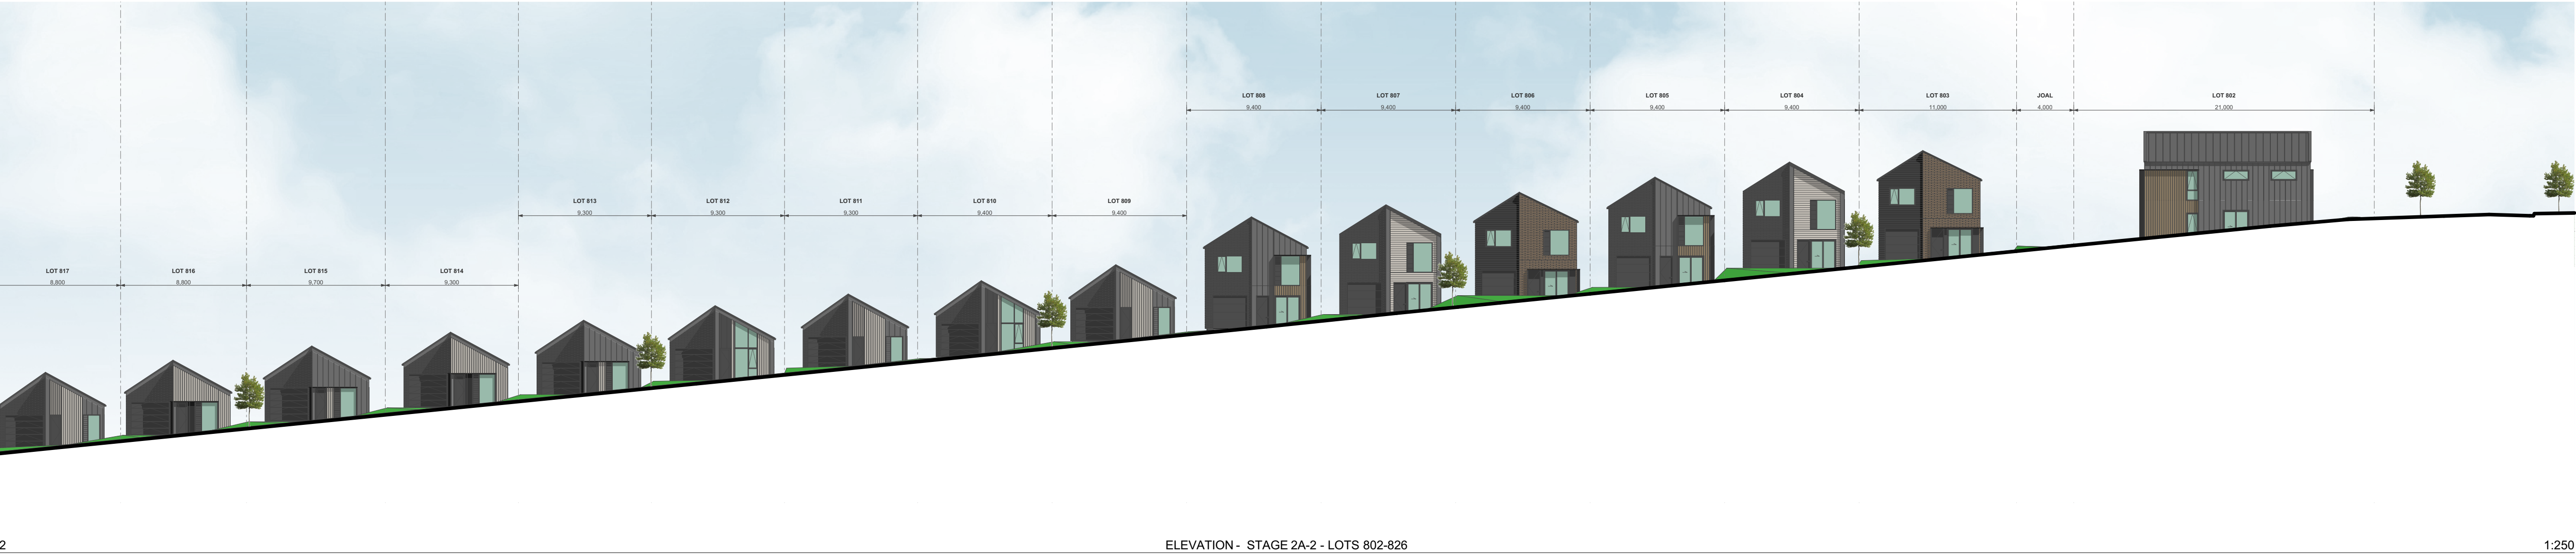 LOT 808 LOT 807 LOT 806 LOT 805 LOT 804 LOT 803 JOAL LOT 802
9,400 9,400 9,400 9,400 9,400 11,000 4,000 21,000
LOT 813 LOT 812 LOT 811 LOT 810 LOT 809
9,300 9,300 9,300 9,400 9,400
LOT 817 LOT 816 LOT 815 LOT 814
8,800 8,800 9,700 9,300
2 ELEVATION - STAGE 2A-2 - LOTS 802-826 1:250